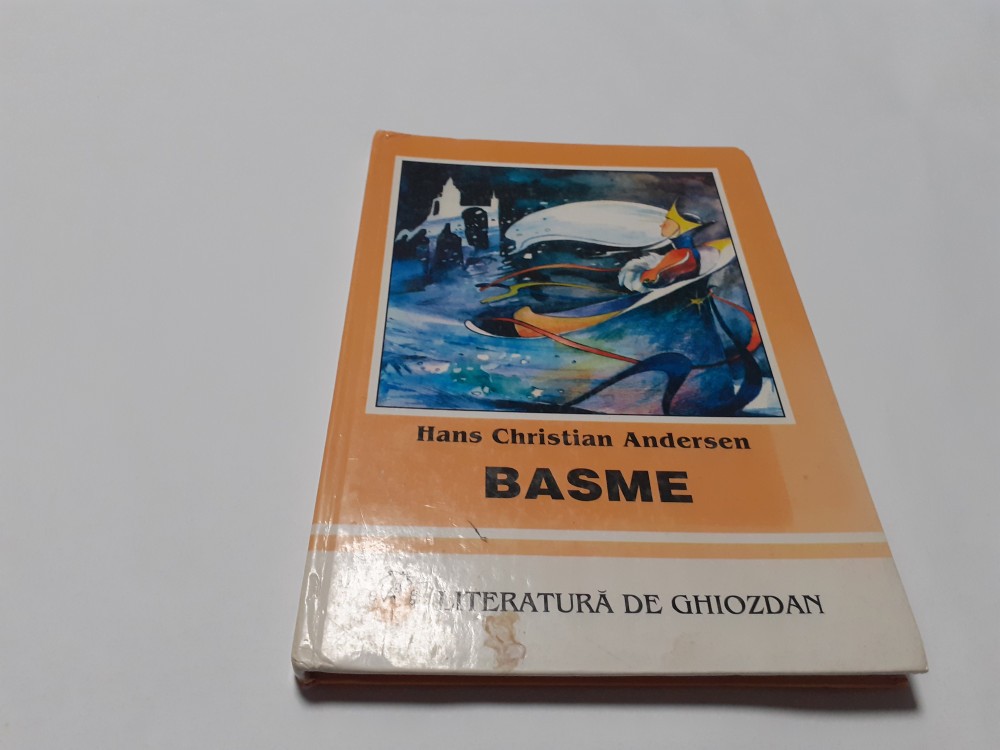 Hans Christian Andersen
BASME
LITERATURĂ DE GHIOZDAN